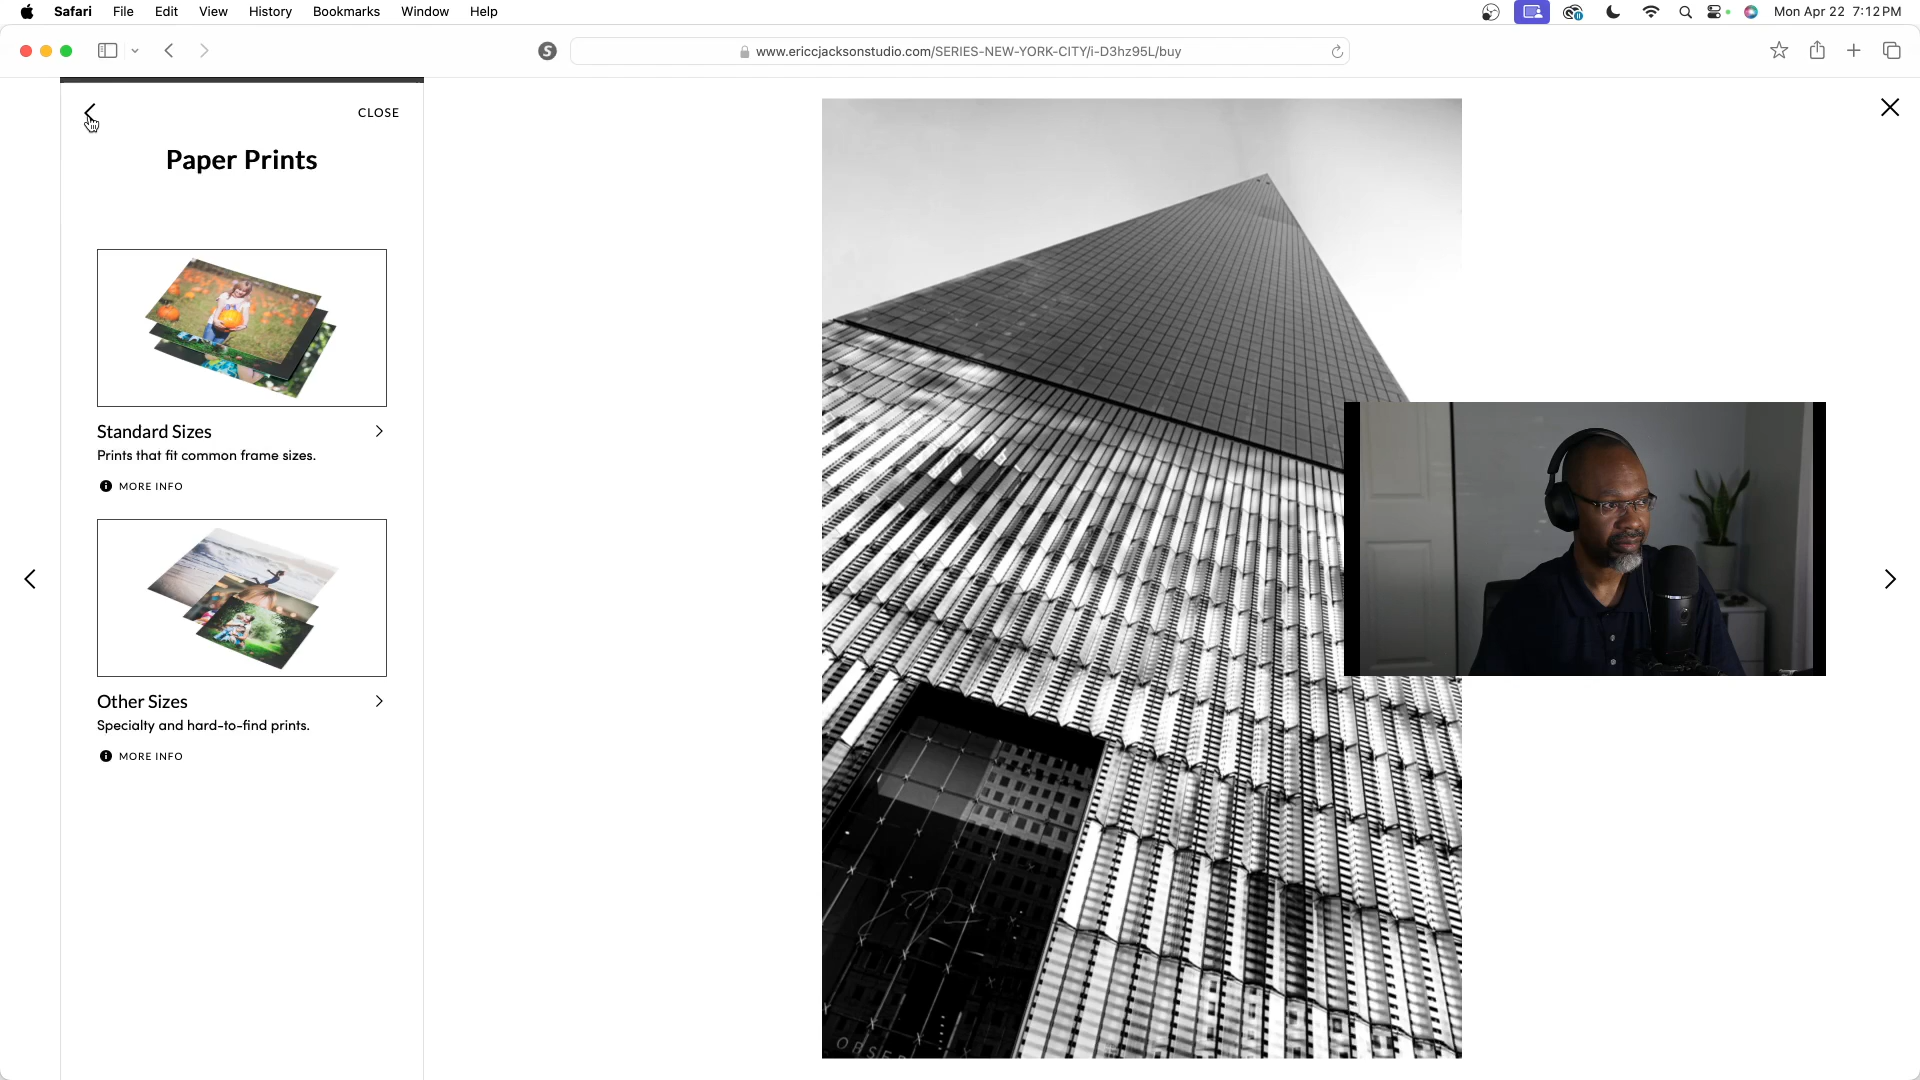 Safari File Edit View History Bookmarks Window Help Mon Apr 22 7:12 PM
www.ericcjacksonstudio.com/SERIES-NEW-YORK-CITY/i-D3hz95L/buy
CLOSE
Paper Prints
Standard Sizes
Prints that fit common frame sizes.
MORE INFO
Other Sizes
Specialty and hard-to-find prints.
MORE INFO